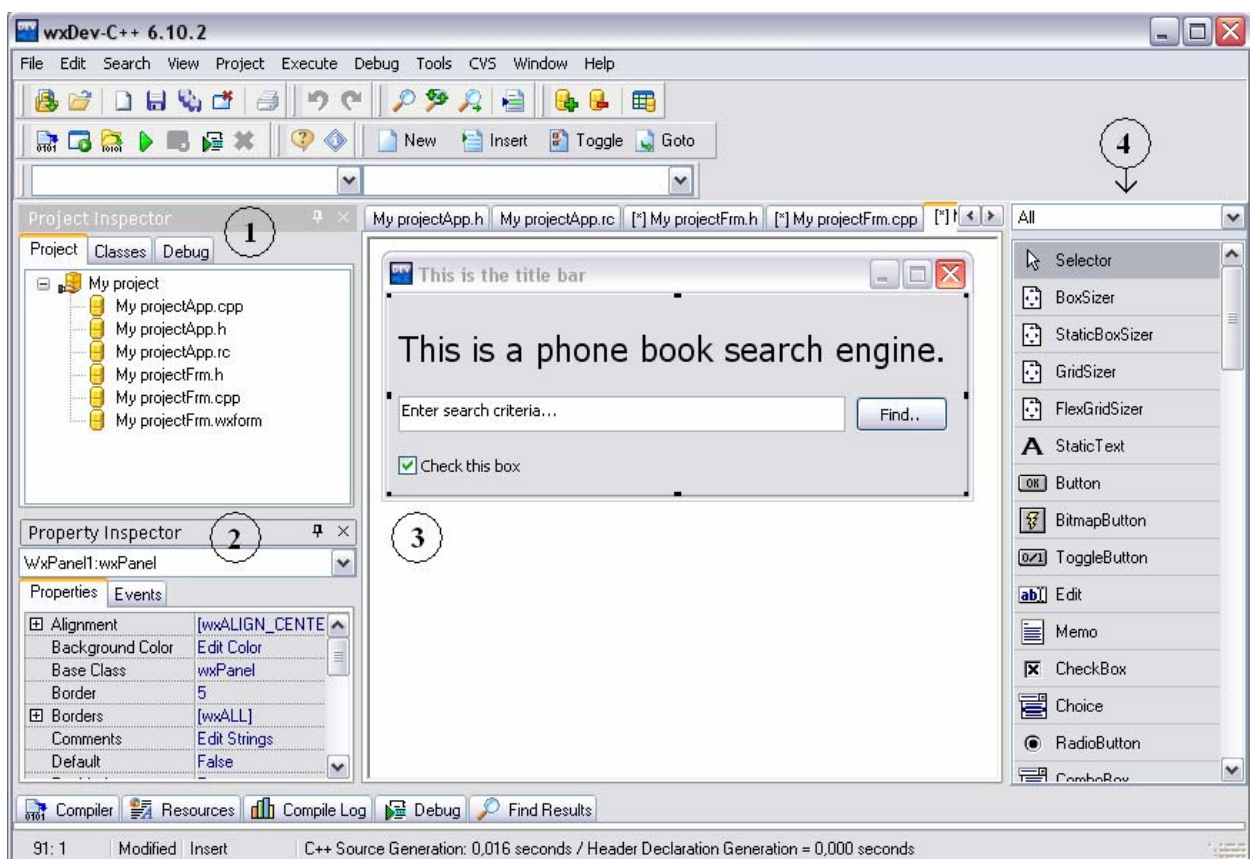 wxDev-C++ 6.10.2
File Edit Search View Project Execute Debug Tools CVS Window Help
New Insert Toggle Goto
4
Project Inspector
1
Project Classes Debug
My project
My projectApp.cpp
My projectApp.h
My projectApp.rc
My projectFrm.h
My projectFrm.cpp
My projectFrm.wxform
Property Inspector
2
WxPanel1:wxPanel
Properties Events
Alignment [wxALIGN_CENTE
Background Color Edit Color
Base Class wxPanel
Border 5
Borders [wxALL]
Comments Edit Strings
Default False
My projectApp.h My projectApp.rc [*] My projectFrm.h [*] My projectFrm.cpp [*]
This is the title bar
This is a phone book search engine.
Enter search criteria... Find..
Check this box
3
All
Selector
BoxSizer
StaticBoxSizer
GridSizer
FlexGridSizer
StaticText
Button
BitmapButton
ToggleButton
Edit
Memo
CheckBox
Choice
RadioButton
ComboBox
Compiler Resources Compile Log Debug Find Results
91: 1 Modified Insert C++ Source Generation: 0,016 seconds / Header Declaration Generation = 0,000 seconds